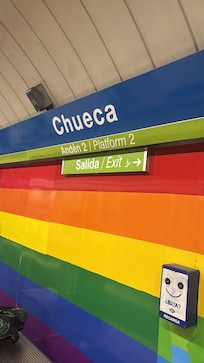 Chueca
Andén 2 / Platform 2
Salida / Exit